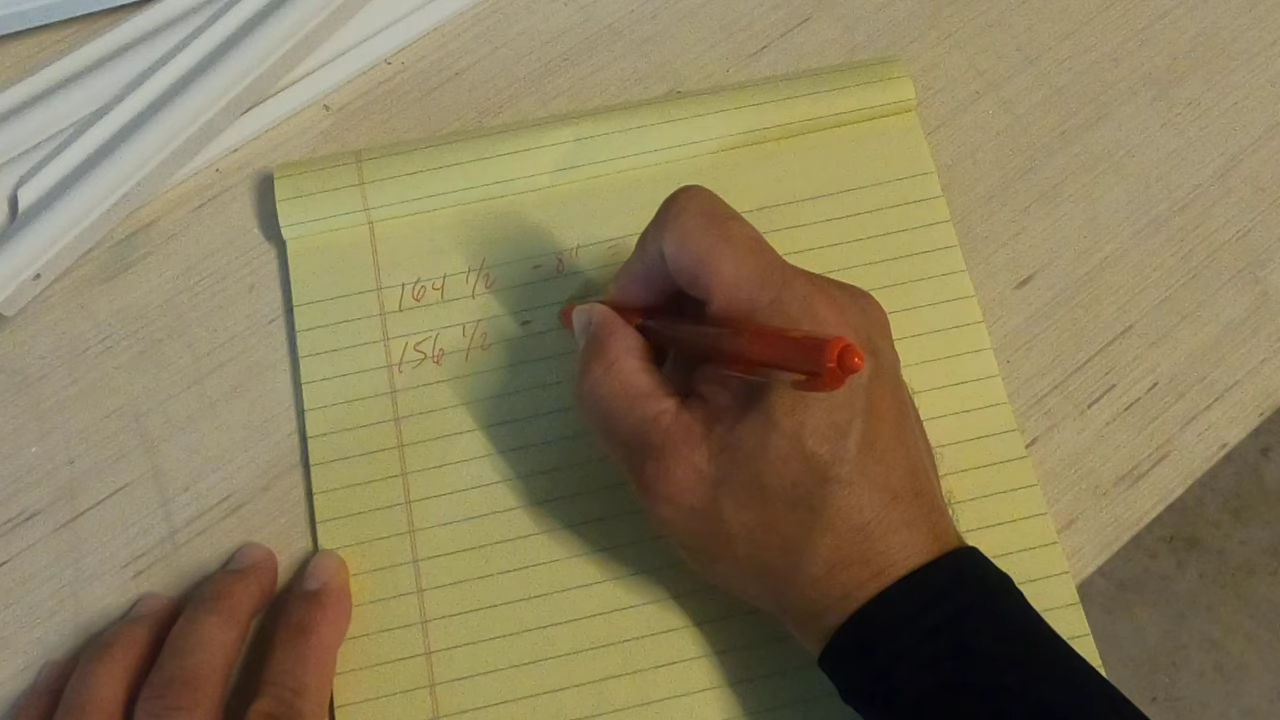 164 1/2 - 8" =
156 1/2 -